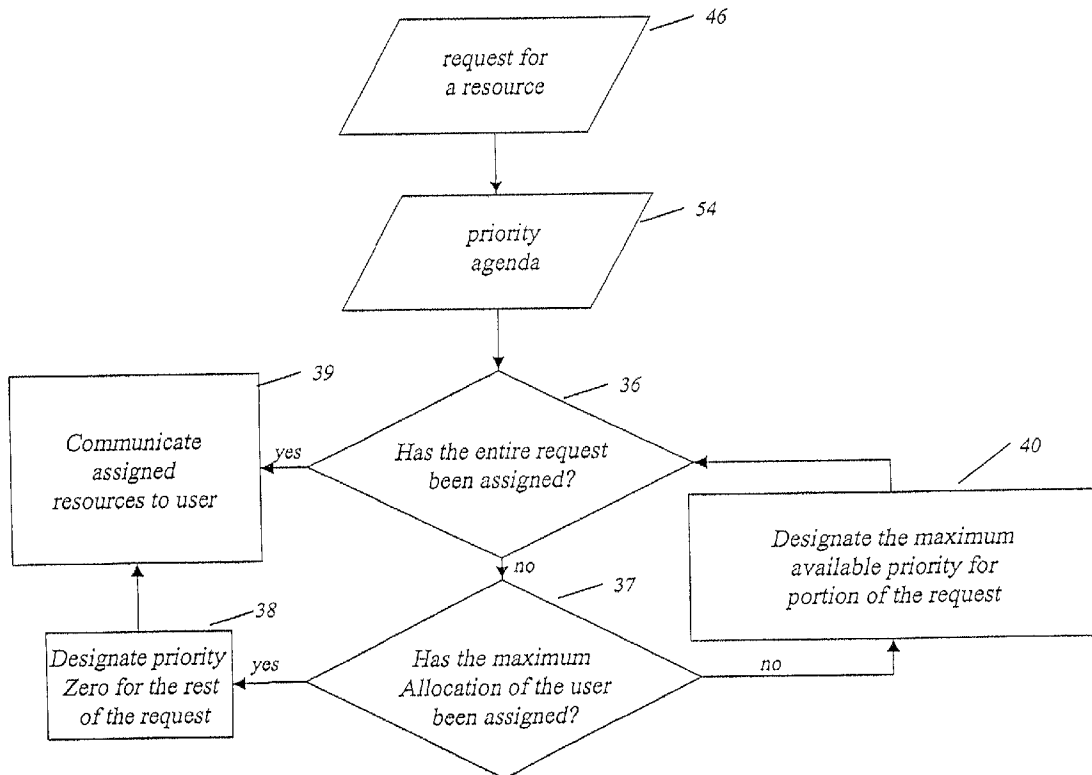 46
request for
a resource
54
priority
agenda
39
Communicate
assigned
resources to user
yes
36
Has the entire request
been assigned?
40
Designate the maximum
available priority for
portion of the request
no
37
Has the maximum
Allocation of the user
been assigned?
no
yes
38
Designate priority
Zero for the rest
of the request